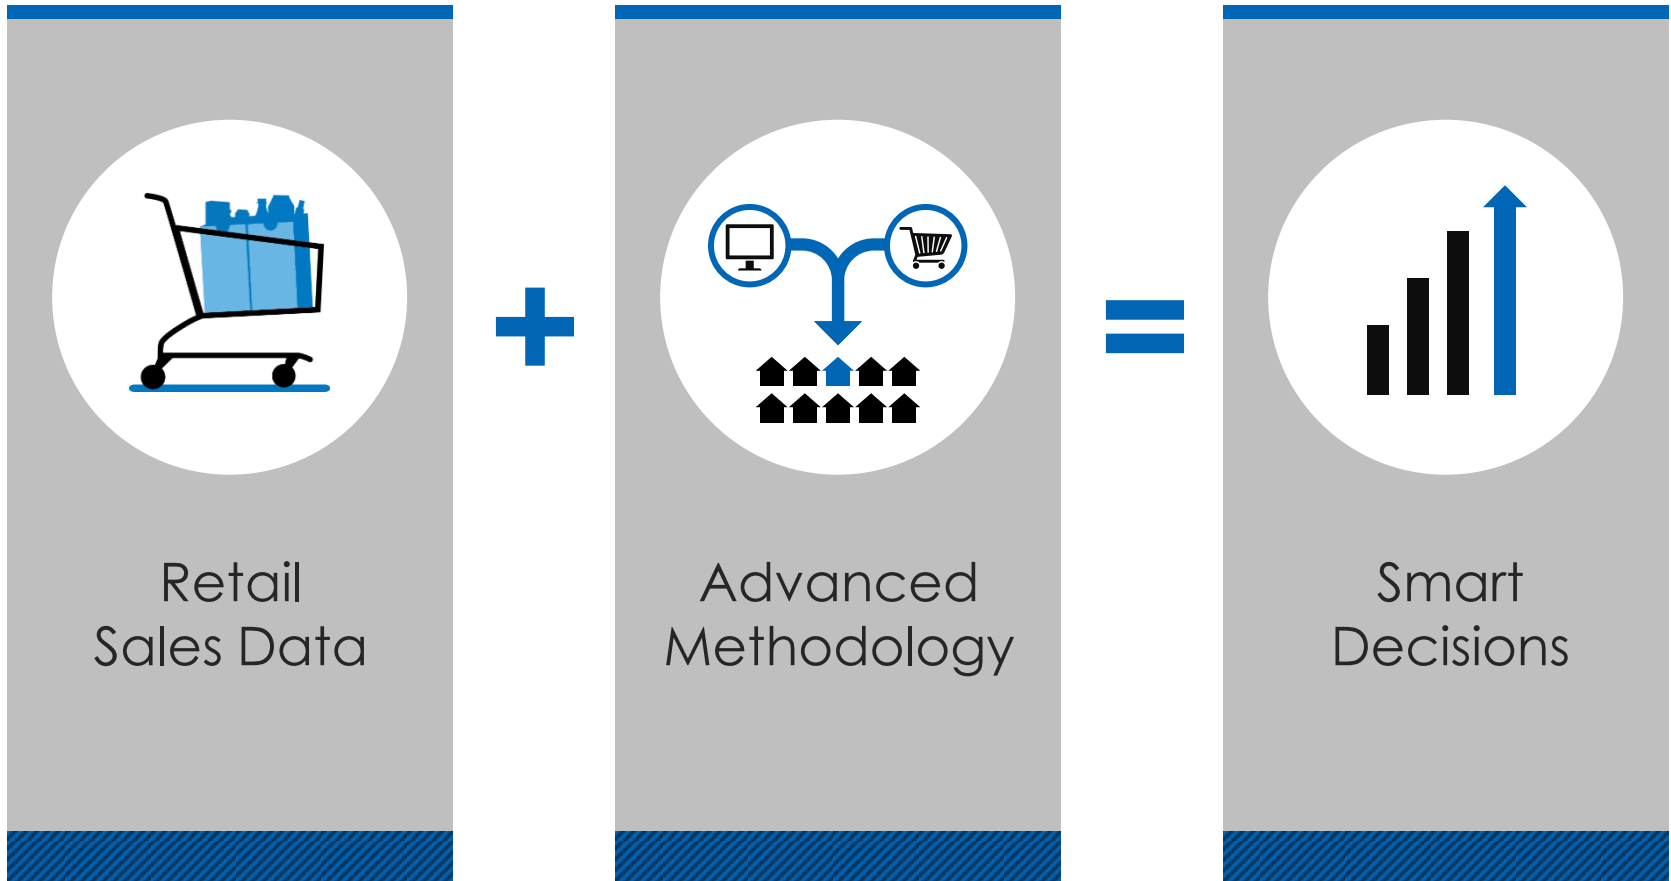 Retail
Sales Data
+
Advanced
Methodology
=
Smart
Decisions